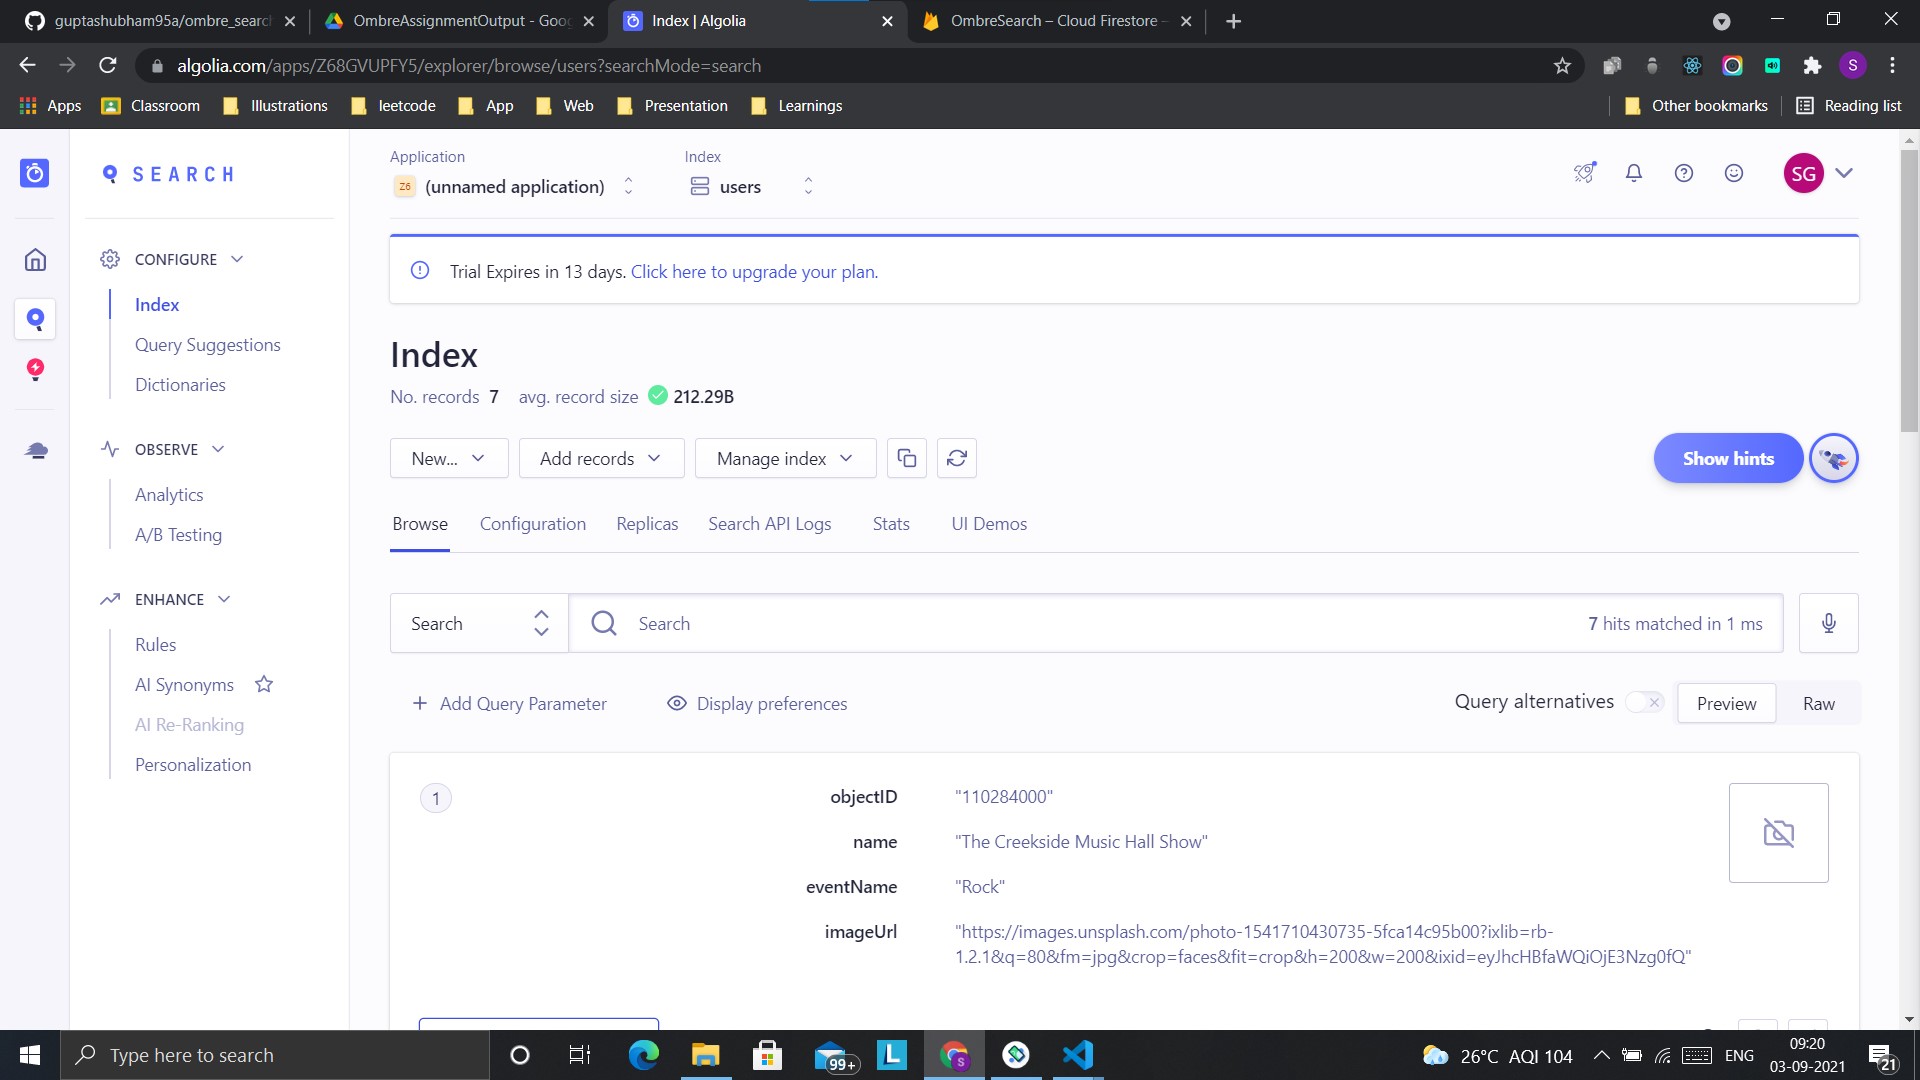 guptashubham95a/ombre_searc
OmbreAssignmentOutput - Goo
Index | Algolia
OmbreSearch – Cloud Firestore –
algolia.com/apps/Z68GVUPFY5/explorer/browse/users?searchMode=search
S
Apps
Classroom
Illustrations
leetcode
App
Web
Presentation
Learnings
Other bookmarks
Reading list
SEARCH
Application
Index
Z6
(unnamed application)
users
SG
Trial Expires in 13 days. Click here to upgrade your plan.
CONFIGURE
Index
Query Suggestions
Dictionaries
OBSERVE
Analytics
A/B Testing
ENHANCE
Rules
AI Synonyms
AI Re-Ranking
Personalization
Index
No. records 7 avg. record size 212.29B
New...
Add records
Manage index
Show hints
Browse
Configuration
Replicas
Search API Logs
Stats
UI Demos
Search
Search
7 hits matched in 1 ms
Add Query Parameter
Display preferences
Query alternatives
Preview
Raw
1
objectID "110284000"
name "The Creekside Music Hall Show"
eventName "Rock"
imageUrl "https://images.unsplash.com/photo-1541710430735-5fca14c95b00?ixlib=rb-
1.2.1&q=80&fm=jpg&crop=faces&fit=crop&h=200&w=200&ixid=eyJhcHBfaWQiOjE3Nzg0fQ"
Type here to search
99+
L
S
26°C AQI 104
ENG
09:20
03-09-2021
21